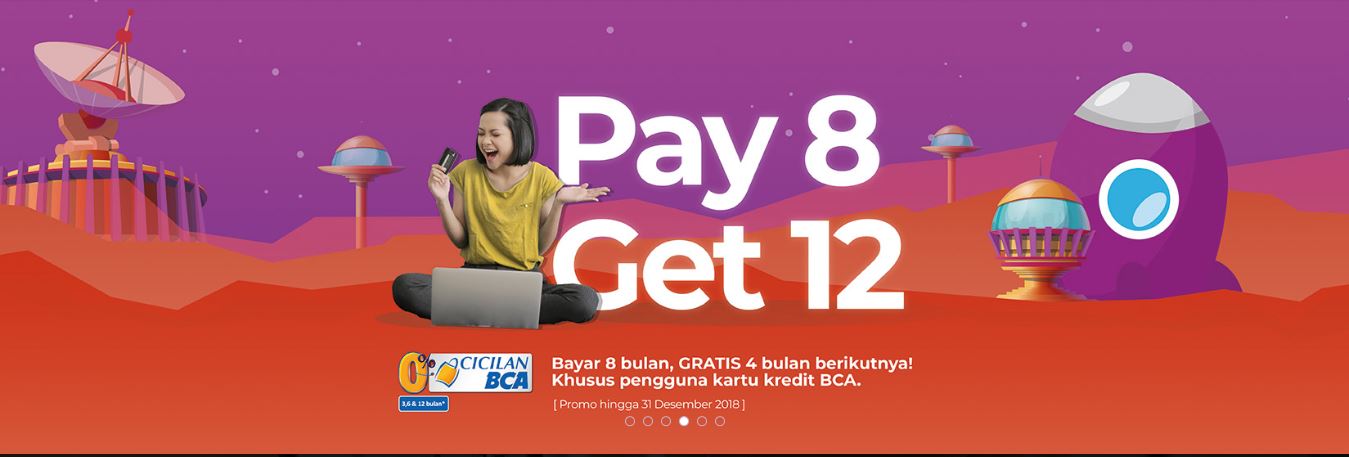 Pay 8
Get 12
0% CICILAN
BCA
3,6 & 12 bulan*
Bayar 8 bulan, GRATIS 4 bulan berikutnya!
Khusus pengguna kartu kredit BCA.
[ Promo hingga 31 Desember 2018 ]